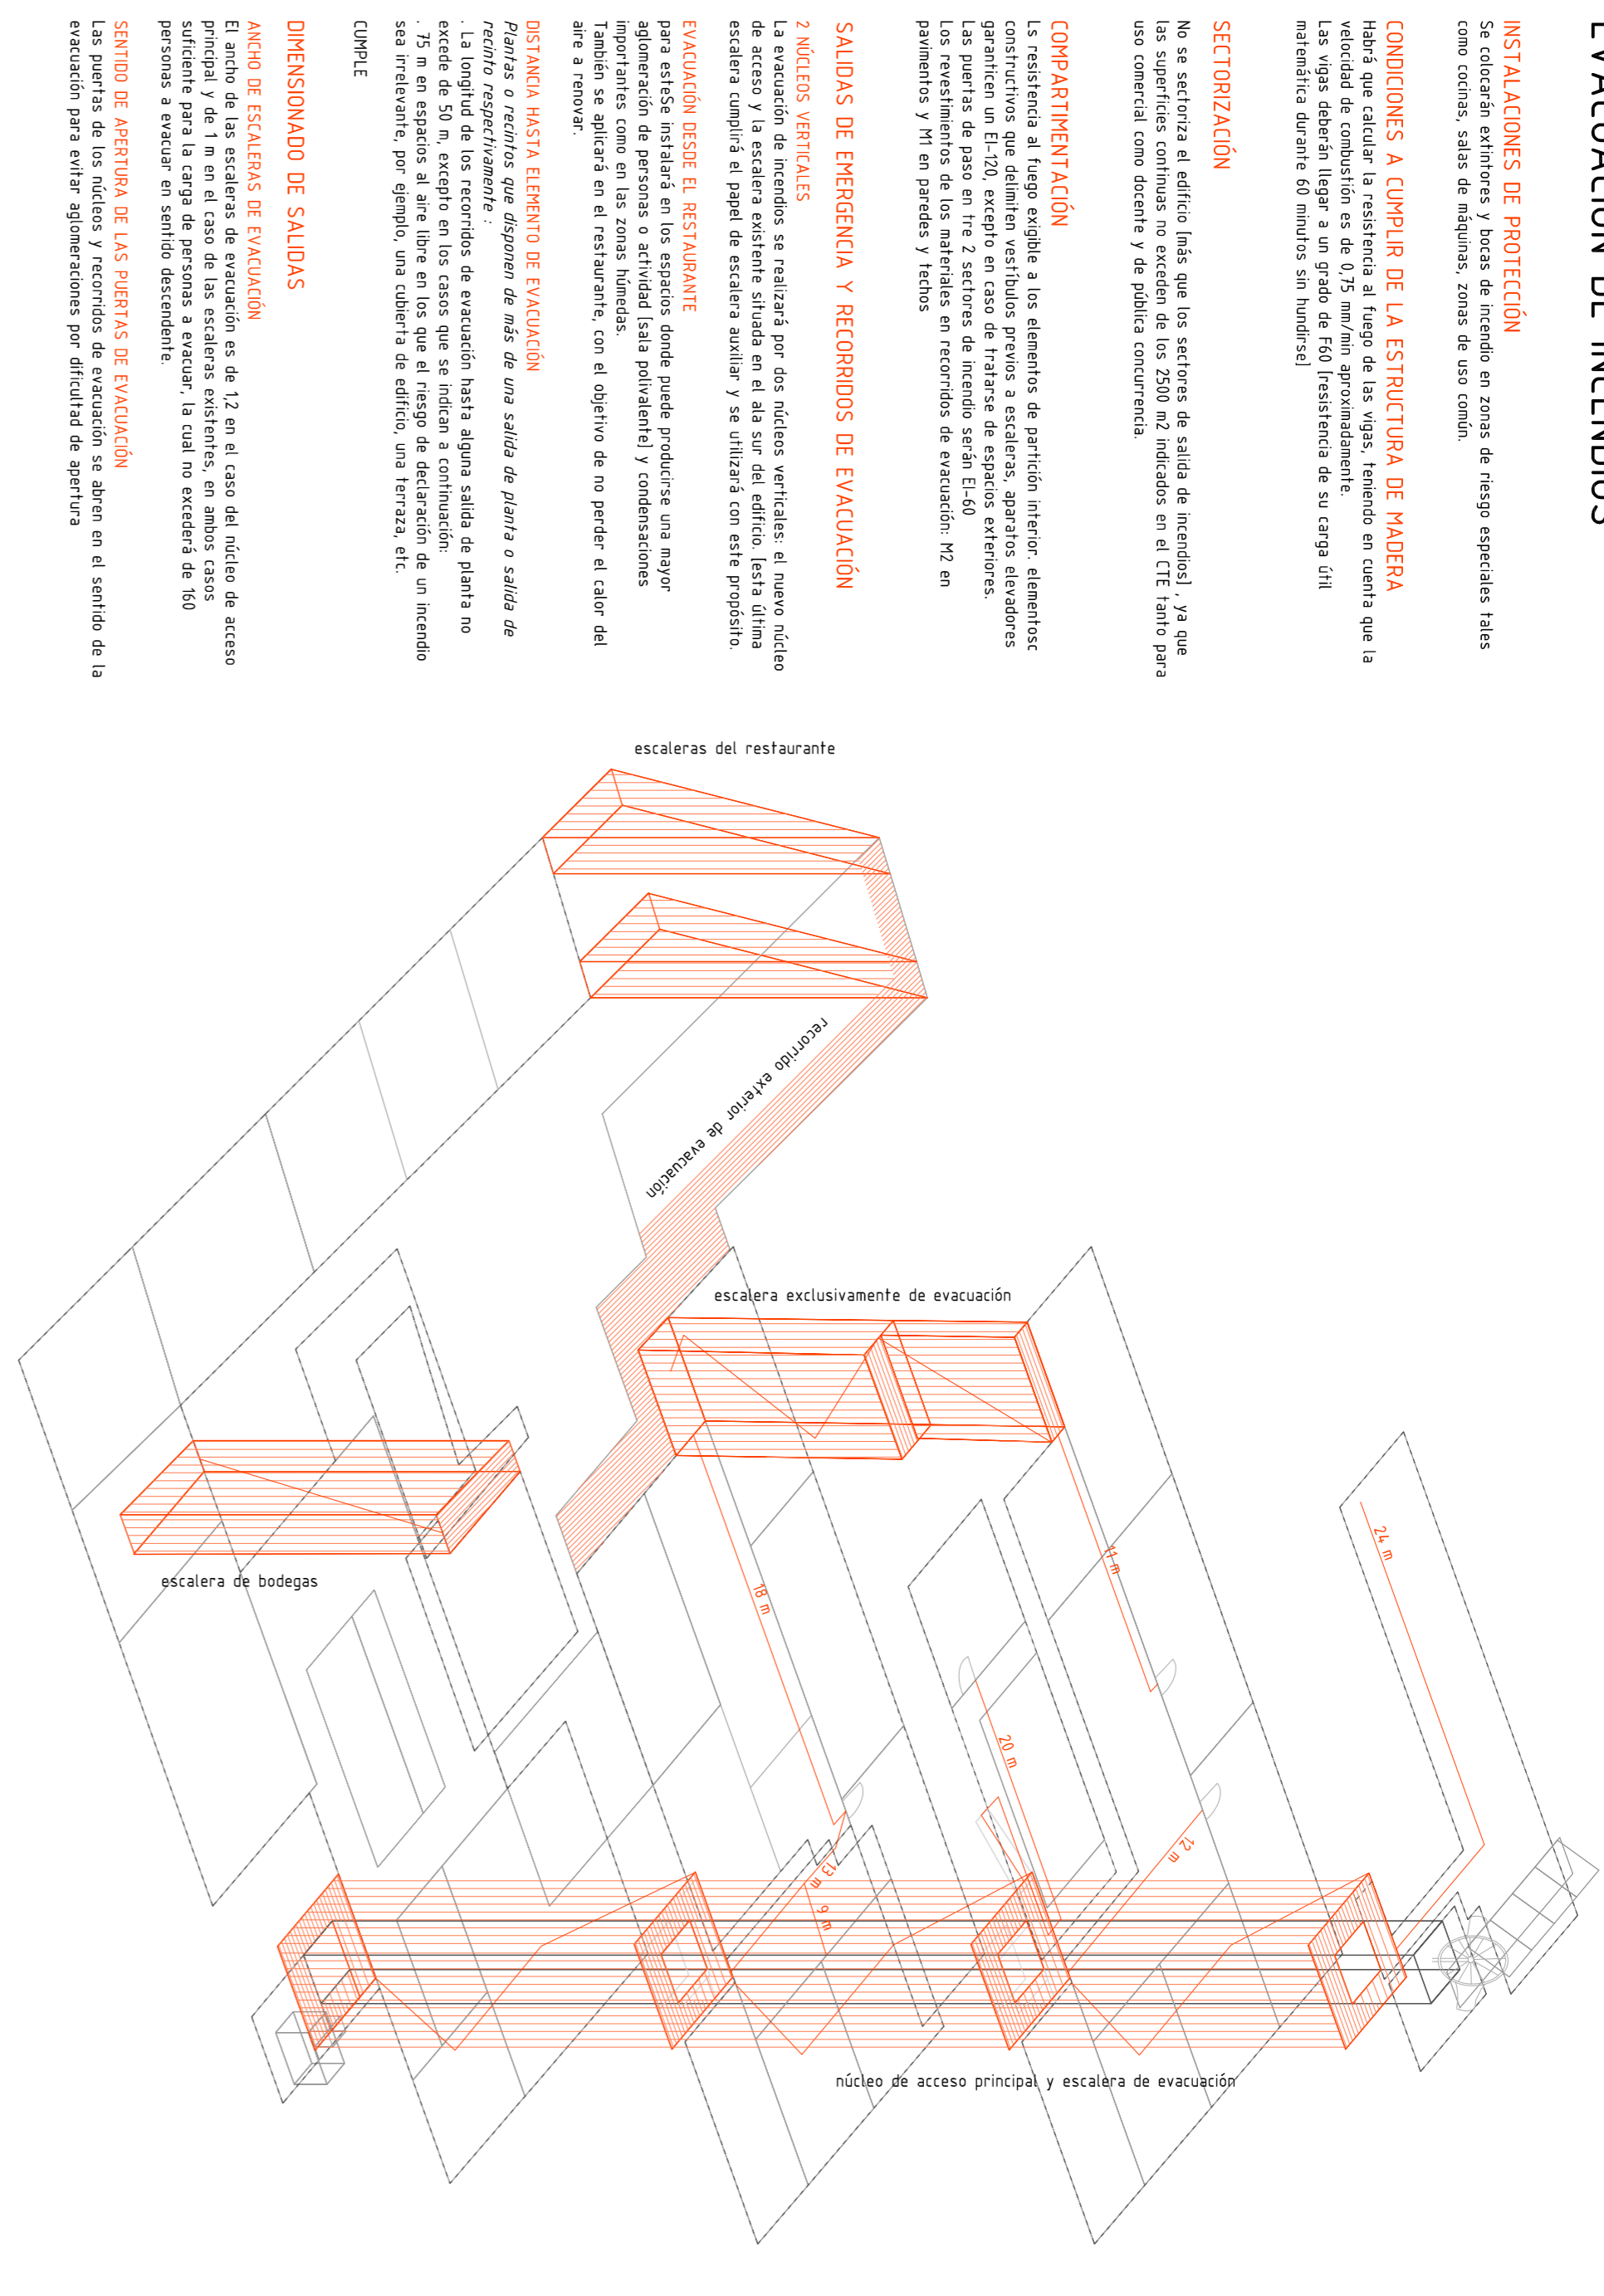 EVACUACIÓN DE INCENDIOS
INSTALACIONES DE PROTECCIÓN
Se colocarán extintores y bocas de incendio en zonas de riesgo especiales tales
como cocinas, salas de máquinas, zonas de uso común.
CONDICIONES A CUMPLIR DE LA ESTRUCTURA DE MADERA
Habrá que calcular la resistencia al fuego de las vigas, teniendo en cuenta que la
velocidad de combustión es de 0,75 mm/min aproximadamente.
Las vigas deberán llegar a un grado de F60 [resistencia de su carga útil
matemática durante 60 minutos sin hundirse]
SECTORIZACIÓN
No se sectoriza el edificio [más que los sectores de salida de incendios] , ya que
las superficies continuas no exceden de los 2500 m2 indicados en el CTE tanto para
uso comercial como docente y de pública concurrencia.
COMPARTIMENTACIÓN
Ls resistencia al fuego exigible a los elementos de partición interior. elementosc
constructivos que delimiten vestíbulos previos a escaleras, aparatos elevadores
garanticen un EI-120, excepto en caso de tratarse de espacios exteriores.
Las puertas de paso en tre 2 sectores de incendio serán EI-60
Los revestimientos de los materiales en recorridos de evacuación: M2 en
pavimentos y M1 en paredes y techos
SALIDAS DE EMERGENCIA Y RECORRIDOS DE EVACUACIÓN
2 NÚCLEOS VERTICALES
La evacuación de incendios se realizará por dos núcleos verticales: el nuevo núcleo
de acceso y la escalera existente situada en el ala sur del edificio. [esta última
escalera cumplirá el papel de escalera auxiliar y se utilizará con este propósito.
EVACUACIÓN DESDE EL RESTAURANTE
para esteSe instalará en los espacios donde puede producirse una mayor
aglomeración de personas o actividad [sala polivalente] y condensaciones
importantes como en las zonas húmedas.
También se aplicará en el restaurante, con el objetivo de no perder el calor del
aire a renovar.
DISTANCIA HASTA ELEMENTO DE EVACUACIÓN
Plantas o recintos que disponen de más de una salida de planta o salida de
recinto respectivamente :
. La longitud de los recorridos de evacuación hasta alguna salida de planta no
excede de 50 m, excepto en los casos que se indican a continuación:
. 75 m en espacios al aire libre en los que el riesgo de declaración de un incendio
sea irrelevante, por ejemplo, una cubierta de edificio, una terraza, etc.
CUMPLE
DIMENSIONADO DE SALIDAS
ANCHO DE ESCALERAS DE EVACUACIÓN
El ancho de las escaleras de evacuación es de 1,2 en el caso del núcleo de acceso
principal y de 1 m en el caso de las escaleras existentes, en ambos casos
suficiente para la carga de personas a evacuar, la cual no excederá de 160
personas a evacuar en sentido descendente.
SENTIDO DE APERTURA DE LAS PUERTAS DE EVACUACIÓN
Las puertas de los núcleos y recorridos de evacuación se abren en el sentido de la
evacuación para evitar aglomeraciones por dificultad de apertura
escaleras del restaurante
recorrido exterior de evacuación
escalera exclusivamente de evacuación
escalera de bodegas
24 m
11 m
18 m
20 m
12 m
13 m
9 m
núcleo de acceso principal y escalera de evacuación